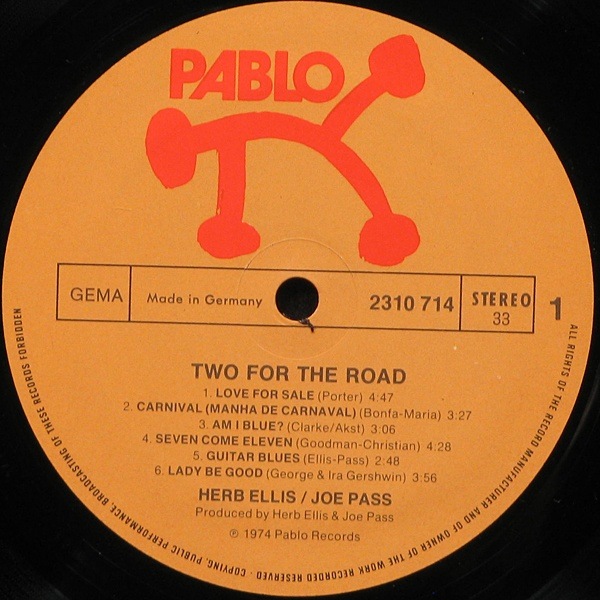 PABLO
GEMA
Made in Germany
2310 714
STEREO
33
1
TWO FOR THE ROAD
1. LOVE FOR SALE (Porter) 4:47
2. CARNIVAL (MANHA DE CARNAVAL) (Bonfa-Maria) 3:27
3. AM I BLUE? (Clarke/Akst) 3:06
4. SEVEN COME ELEVEN (Goodman-Christian) 4:28
5. GUITAR BLUES (Ellis-Pass) 2:48
6. LADY BE GOOD (George & Ira Gershwin) 3:56
HERB ELLIS / JOE PASS
Produced by Herb Ellis & Joe Pass
℗ 1974 Pablo Records
ALL RIGHTS OF THE RECORD MANUFACTURER AND OF OWNER OF THE WORK RECORDED RESERVED · COPYING, PUBLIC PERFORMANCE, BROADCASTING OF THESE RECORDS FORBIDDEN